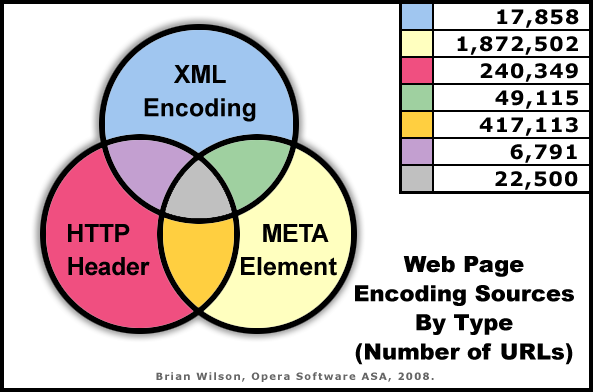 XML
Encoding
HTTP
Header
META
Element
17,858
1,872,502
240,349
49,115
417,113
6,791
22,500
Web Page
Encoding Sources
By Type
(Number of URLs)
Brian Wilson, Opera Software ASA, 2008.